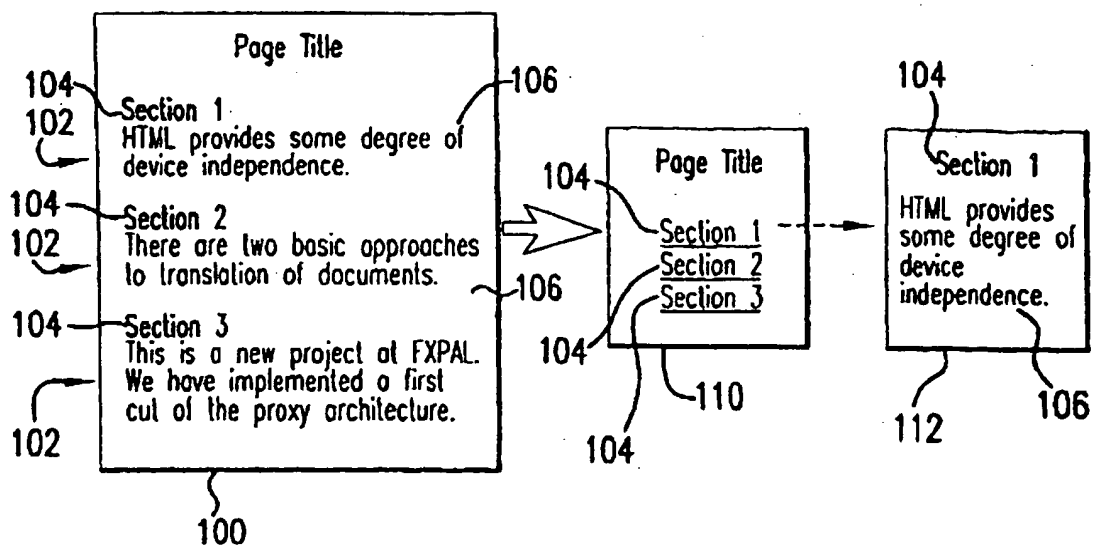 Page Title
104
106
Section 1
102
HTML provides some degree of
device independence.
104
Section 2
102
There are two basic approaches
to translation of documents.
106
104
Section 3
This is a new project at FXPAL.
We have implemented a first
cut of the proxy architecture.
102
100
Page Title
104
Section 1
Section 2
Section 3
104
104
110
104
Section 1
HTML provides
some degree of
device
independence.
112
106